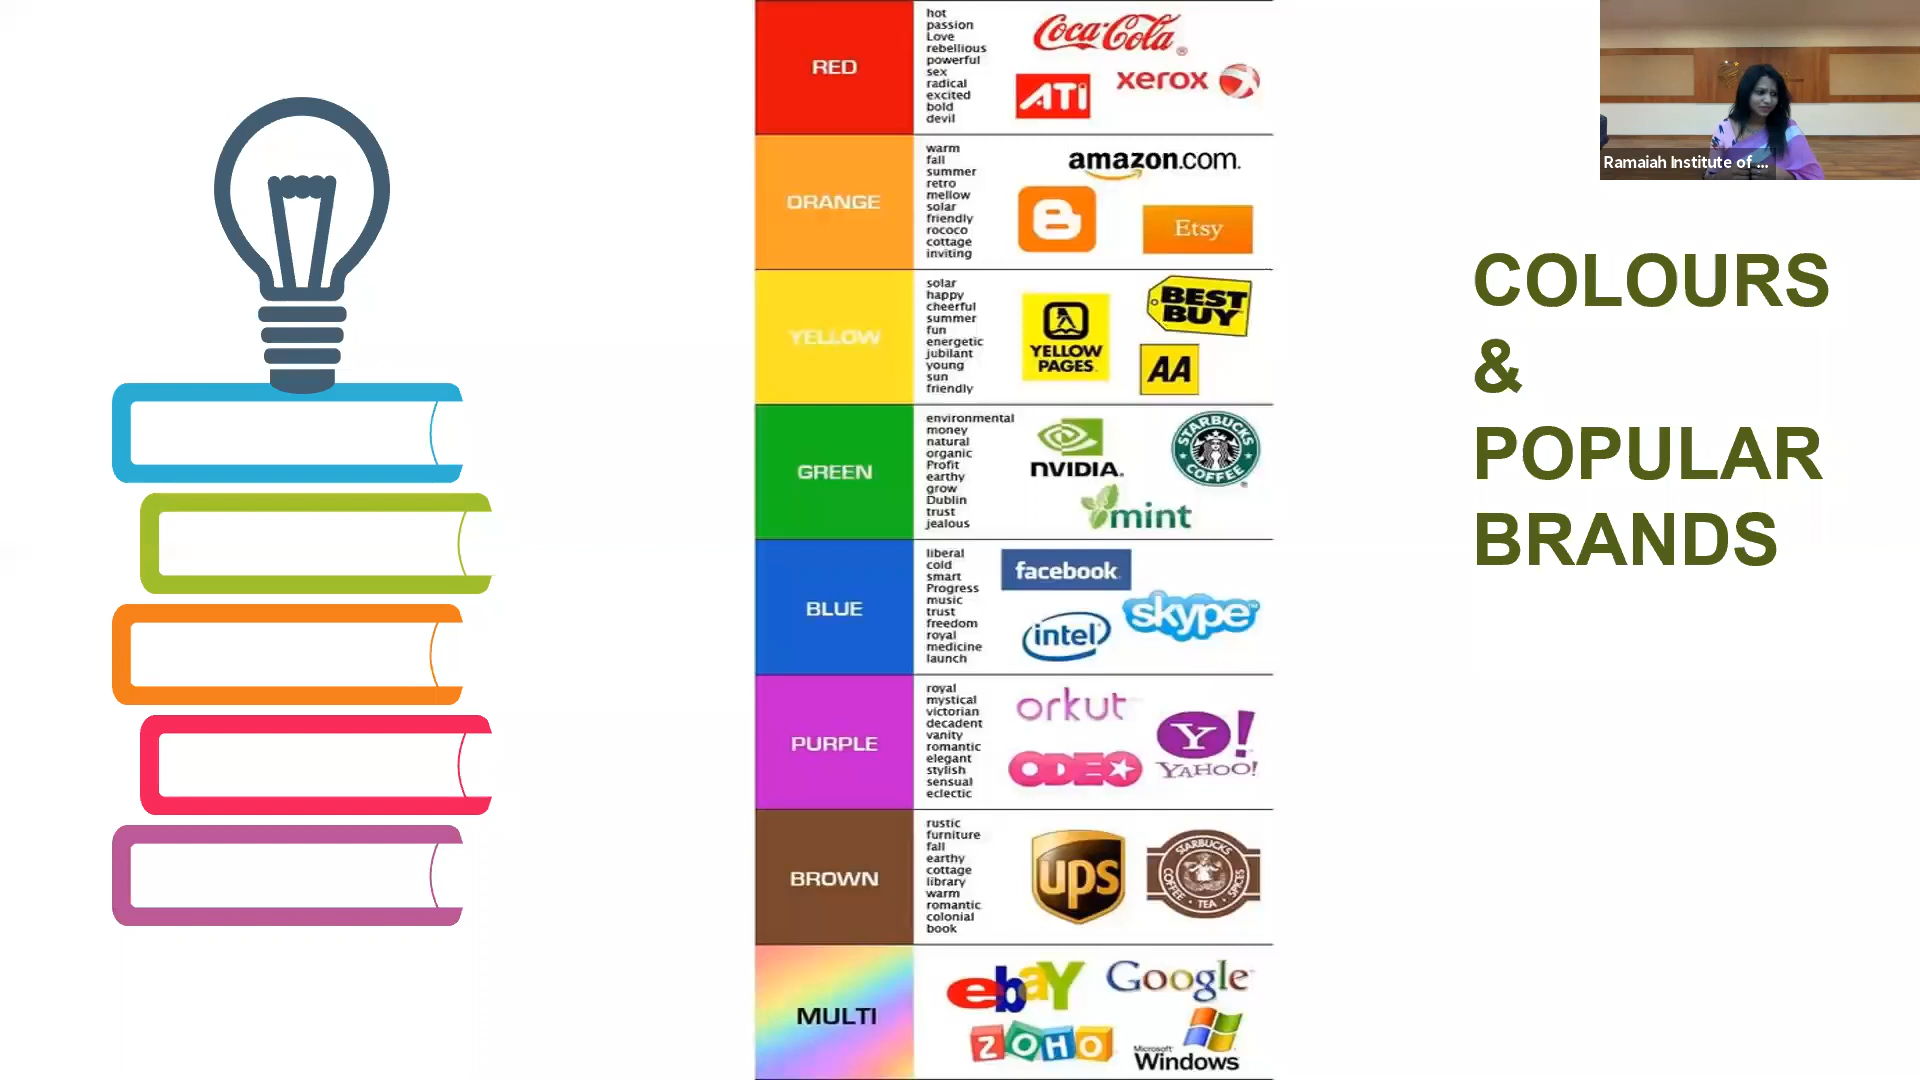 RED
hot
passion
Love
rebellious
powerful
sex
radical
excited
bold
devil
Coca-Cola
ATi
xerox
ORANGE
warm
fall
summer
retro
mellow
solar
friendly
rococo
cottage
inviting
amazon.com.
B
Etsy
YELLOW
solar
happy
cheerful
summer
fun
energetic
jubilant
young
sun
friendly
YELLOW
PAGES
BEST
BUY
AA
GREEN
environmental
money
natural
organic
Profit
earthy
grow
Dublin
trust
jealous
nVIDIA.
STARBUCKS
COFFEE
mint
BLUE
liberal
cold
smart
Progress
music
trust
freedom
royal
medicine
launch
facebook
intel
skype
PURPLE
royal
mystical
victorian
decadent
vanity
romantic
elegant
stylish
sensual
eclectic
orkut
ODEO
Y!
YAHOO!
BROWN
rustic
furniture
fall
earthy
cottage
library
warm
romantic
colonial
book
ups
STARBUCKS
COFFEE • TEA • SPICES
MULTI
ebay
Google
ZOHO
Microsoft
Windows
Ramaiah Institute of ...
COLOURS
&
POPULAR
BRANDS